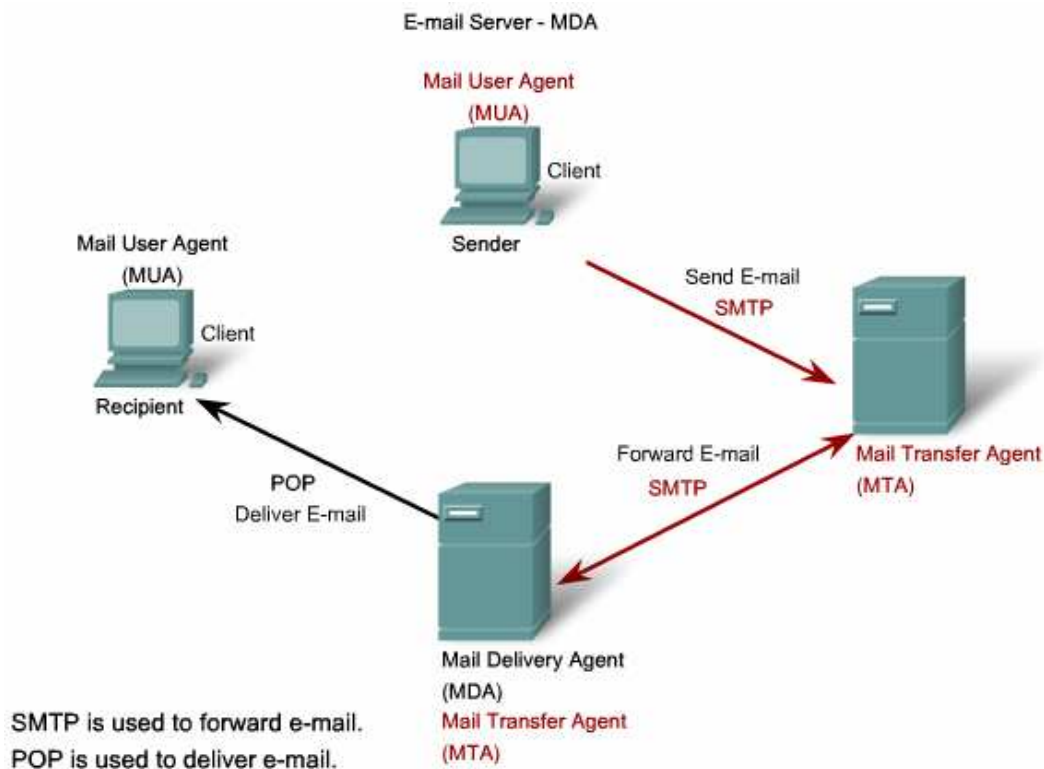 E-mail Server - MDA
Mail User Agent
(MUA)
Client
Sender
Mail User Agent
(MUA)
Client
Recipient
Send E-mail
SMTP
Forward E-mail
SMTP
Mail Transfer Agent
(MTA)
POP
Deliver E-mail
Mail Delivery Agent
(MDA)
Mail Transfer Agent
(MTA)
SMTP is used to forward e-mail.
POP is used to deliver e-mail.